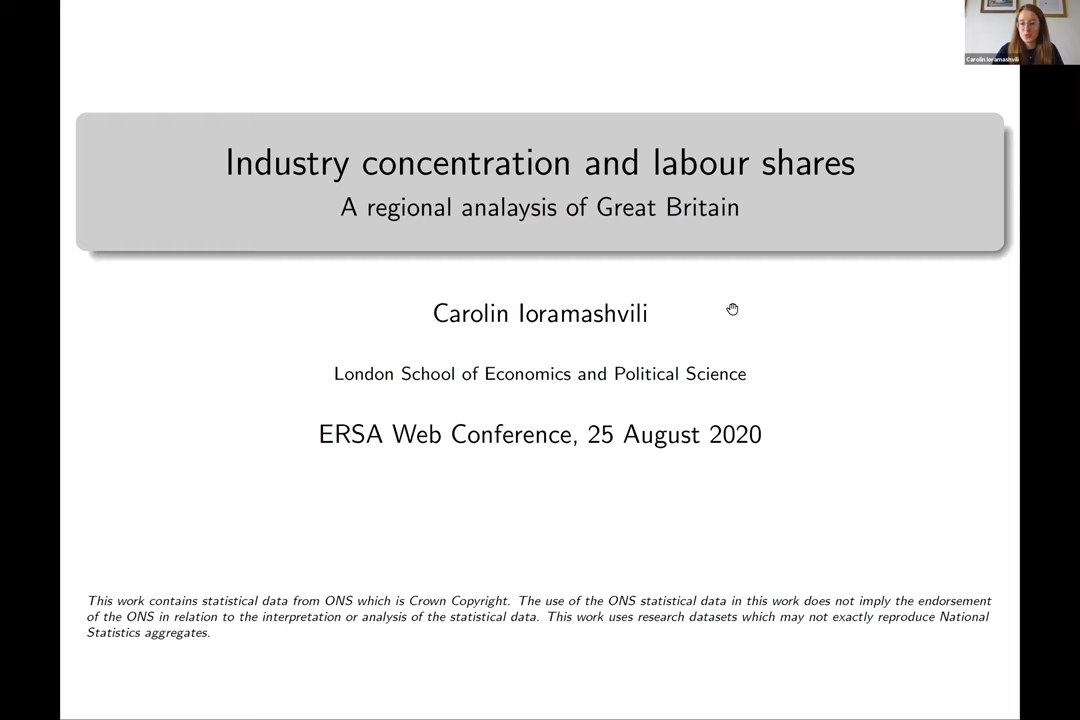 Carolin Ioramashvili
Industry concentration and labour shares
A regional analaysis of Great Britain
Carolin Ioramashvili
London School of Economics and Political Science
ERSA Web Conference, 25 August 2020
This work contains statistical data from ONS which is Crown Copyright. The use of the ONS statistical data in this work does not imply the endorsement
of the ONS in relation to the interpretation or analysis of the statistical data. This work uses research datasets which may not exactly reproduce National
Statistics aggregates.